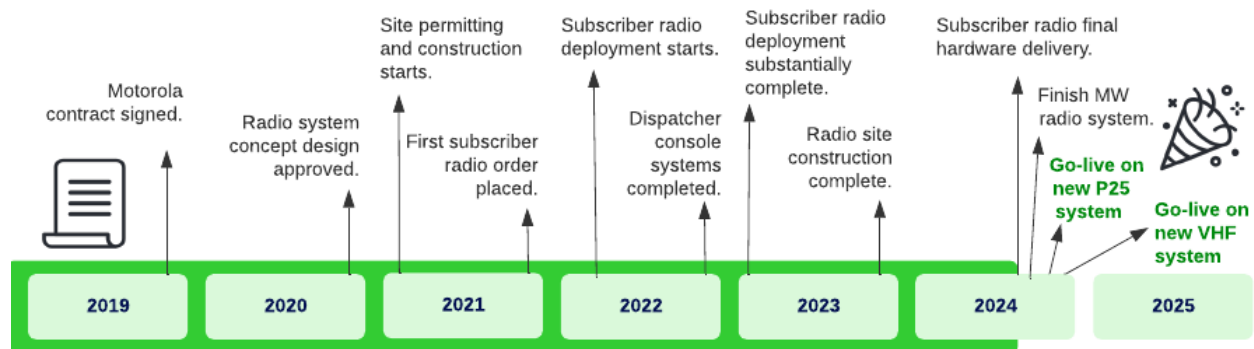 Motorola
contract signed.
Radio system
concept design
approved.
Site permitting
and construction
starts.
First subscriber
radio order
placed.
Subscriber radio
deployment starts.
Dispatcher
console
systems
completed.
Subscriber radio
deployment
substantially
complete.
Radio site
construction
complete.
Subscriber radio final
hardware delivery.
Finish MW
radio system.
Go-live on
new P25
system
Go-live on
new VHF
system
2019
2020
2021
2022
2023
2024
2025